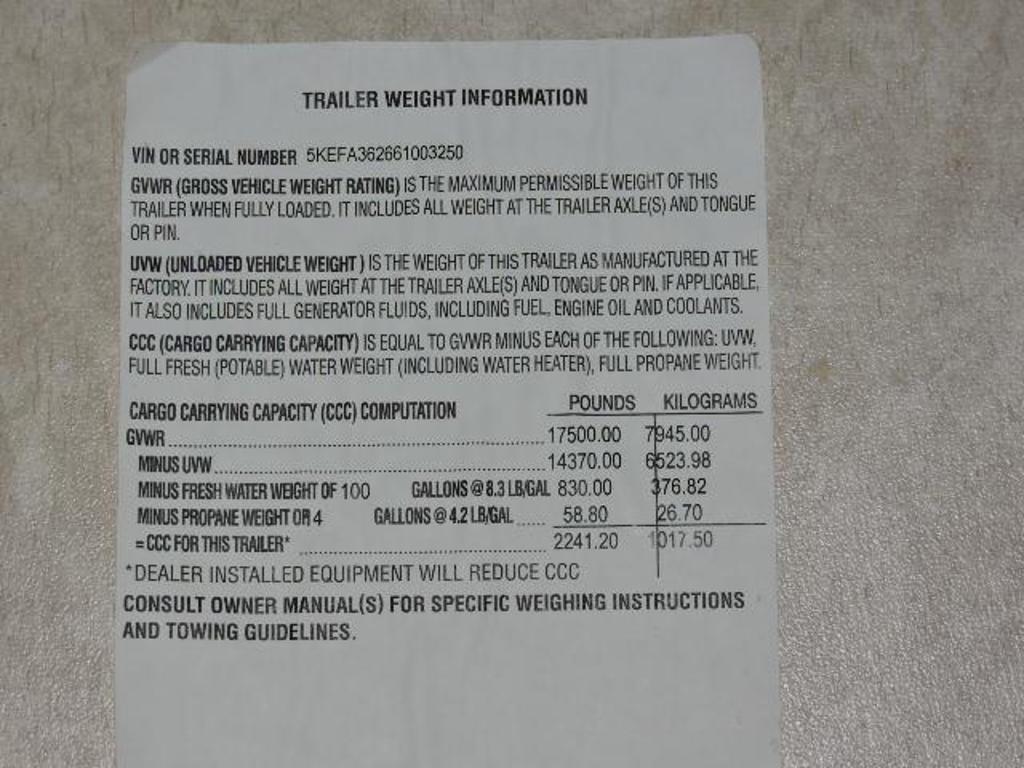 TRAILER WEIGHT INFORMATION
VIN OR SERIAL NUMBER 5KEFA362661003250
GVWR (GROSS VEHICLE WEIGHT RATING) IS THE MAXIMUM PERMISSIBLE WEIGHT OF THIS
TRAILER WHEN FULLY LOADED. IT INCLUDES ALL WEIGHT AT THE TRAILER AXLE(S) AND TONGUE
OR PIN.
UVW (UNLOADED VEHICLE WEIGHT ) IS THE WEIGHT OF THIS TRAILER AS MANUFACTURED AT THE
FACTORY. IT INCLUDES ALL WEIGHT AT THE TRAILER AXLE(S) AND TONGUE OR PIN. IF APPLICABLE,
IT ALSO INCLUDES FULL GENERATOR FLUIDS, INCLUDING FUEL, ENGINE OIL AND COOLANTS.
CCC (CARGO CARRYING CAPACITY) IS EQUAL TO GVWR MINUS EACH OF THE FOLLOWING: UVW,
FULL FRESH (POTABLE) WATER WEIGHT (INCLUDING WATER HEATER), FULL PROPANE WEIGHT.
CARGO CARRYING CAPACITY (CCC) COMPUTATION POUNDS KILOGRAMS
GVWR 17500.00 7945.00
MINUS UVW 14370.00 6523.98
MINUS FRESH WATER WEIGHT OF 100 GALLONS @ 8.3 LB/GAL 830.00 376.82
MINUS PROPANE WEIGHT OR 4 GALLONS @ 4.2 LB/GAL 58.80 26.70
= CCC FOR THIS TRAILER* 2241.20 1017.50
*DEALER INSTALLED EQUIPMENT WILL REDUCE CCC
CONSULT OWNER MANUAL(S) FOR SPECIFIC WEIGHING INSTRUCTIONS
AND TOWING GUIDELINES.